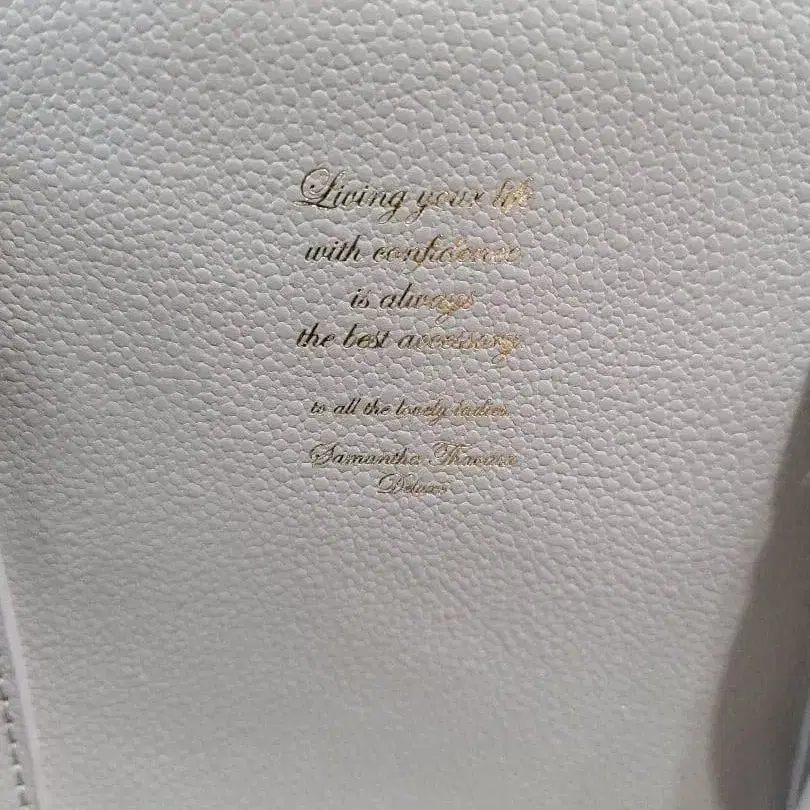 Living your life
with confidence
is always
the best accessory
to all the lovely ladies
Samantha Thavasa
Deluxe